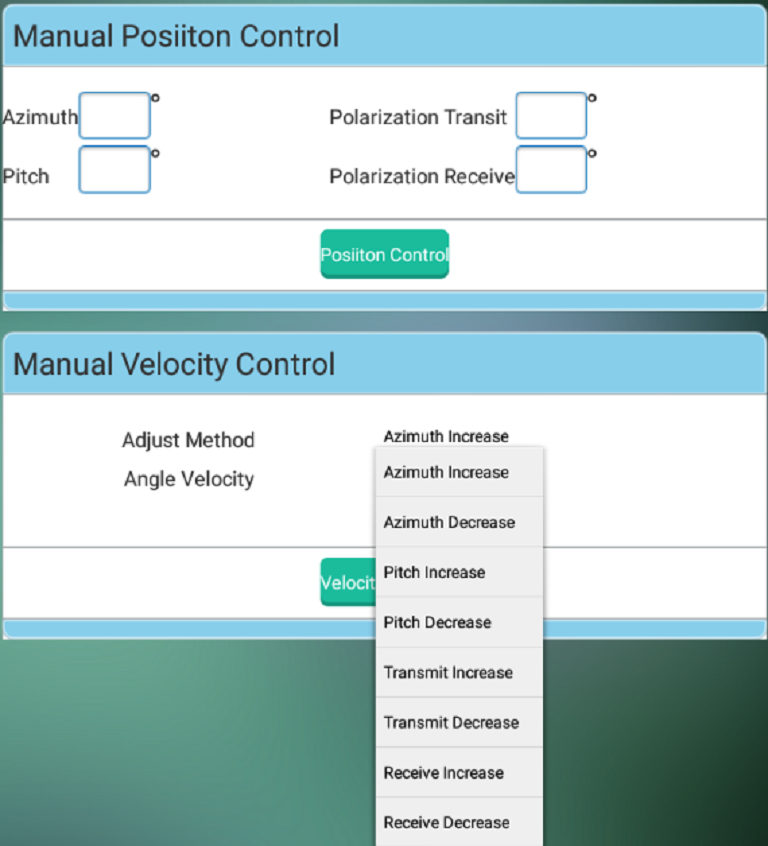 Manual Posiiton Control
Azimuth °
Polarization Transit °
Pitch °
Polarization Receive °
Posiiton Control
Manual Velocity Control
Adjust Method
Azimuth Increase
Angle Velocity
Azimuth Increase
Azimuth Decrease
Velocit
Pitch Increase
Pitch Decrease
Transmit Increase
Transmit Decrease
Receive Increase
Receive Decrease